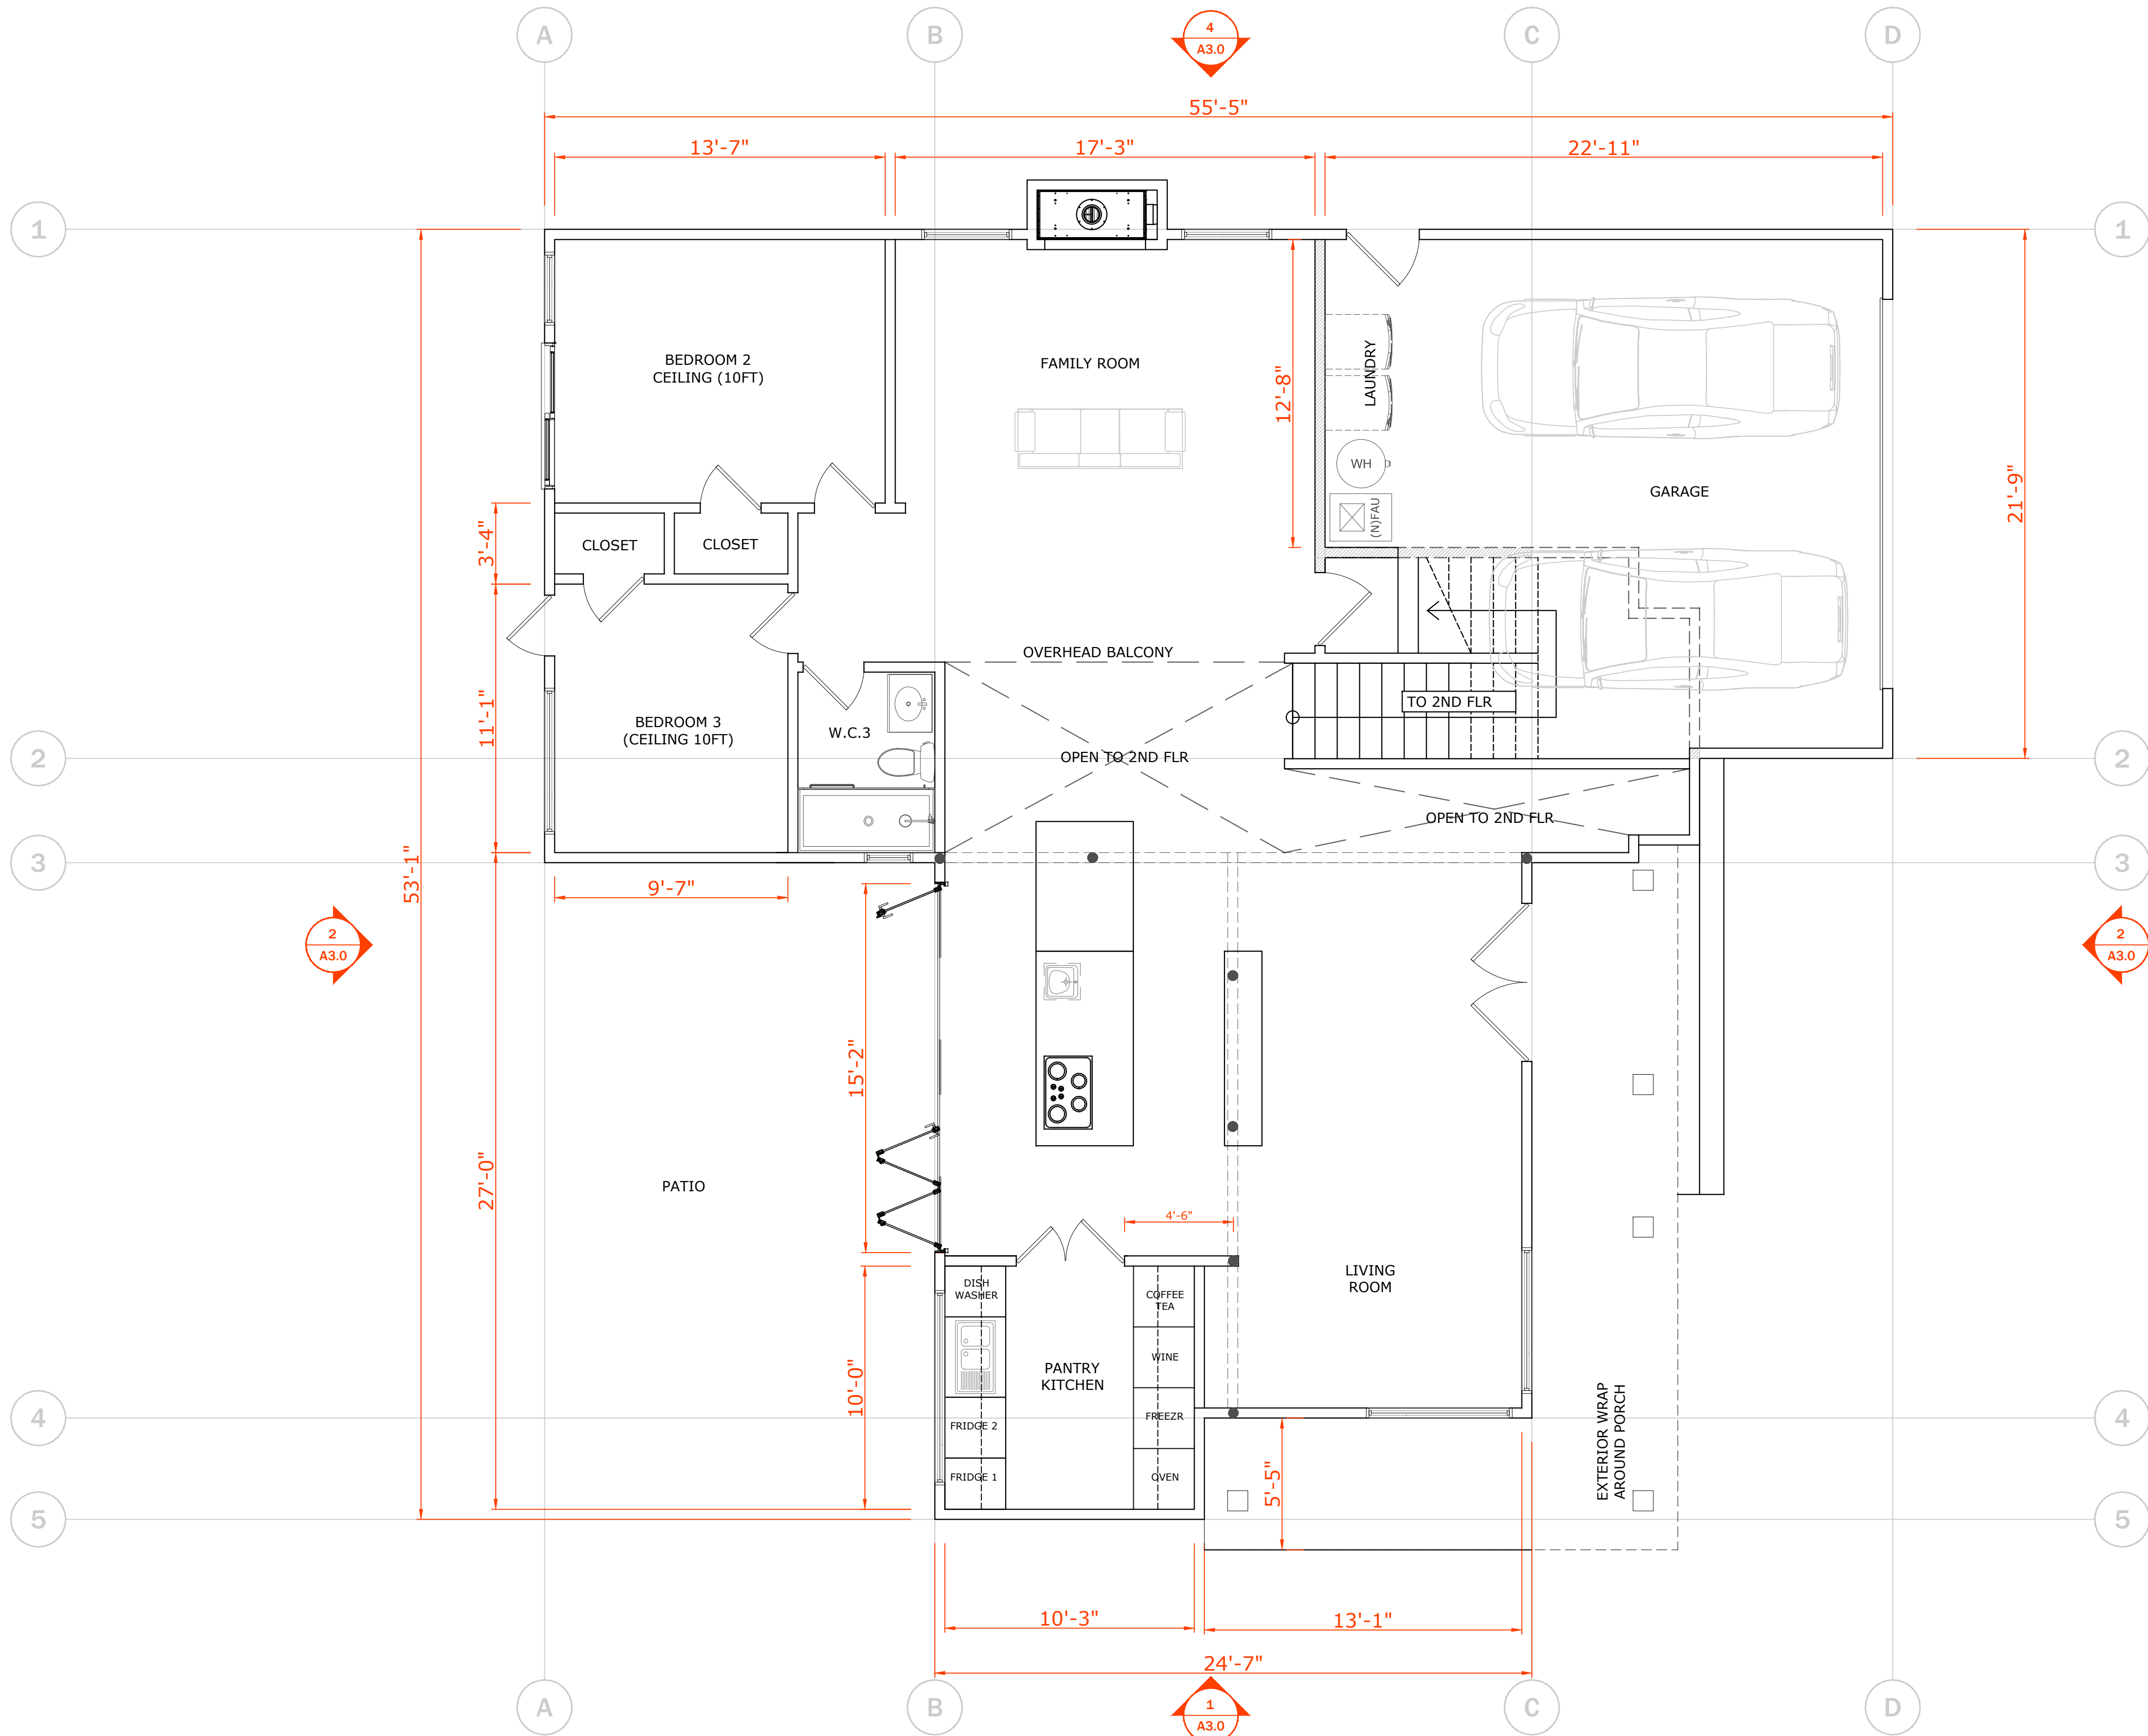 A
B
4
A3.0
C
D
55'-5"
13'-7"
17'-3"
22'-11"
1
1
BEDROOM 2
CEILING (10FT)
FAMILY ROOM
LAUNDRY
12'-8"
WH
(N)FAU
GARAGE
21'-9"
3'-4"
CLOSET
CLOSET
OVERHEAD BALCONY
11'-1"
BEDROOM 3
(CEILING 10FT)
W.C.3
TO 2ND FLR
OPEN TO 2ND FLR
2
2
OPEN TO 2ND FLR
3
3
53'-1"
9'-7"
2
A3.0
2
A3.0
15'-2"
27'-0"
PATIO
4'-6"
LIVING
ROOM
DISH
WASHER
COFFEE
TEA
WINE
PANTRY
KITCHEN
10'-0"
FREEZR
FRIDGE 2
FRIDGE 1
OVEN
4
4
EXTERIOR WRAP
AROUND PORCH
5'-5"
5
5
10'-3"
13'-1"
24'-7"
A
B
1
A3.0
C
D